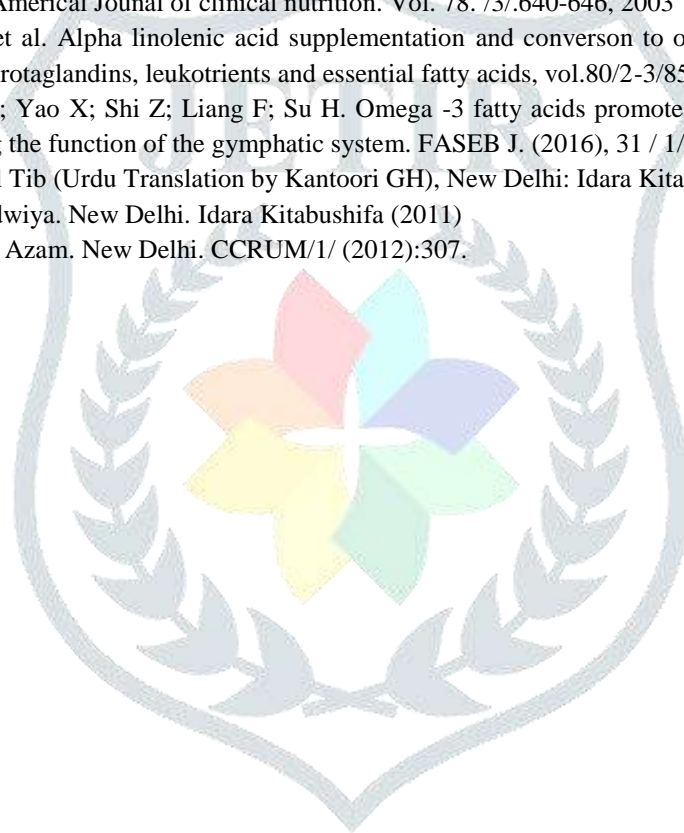 Americal Jounal of clinical nutrition. Vol. 78. /3/.640-646, 2003
et al. Alpha linolenic acid supplementation and converson to o
rotaglandins, leukotrients and essential fatty acids, vol.80/2-3/85
; Yao X; Shi Z; Liang F; Su H. Omega -3 fatty acids promote
the function of the gymphatic system. FASEB J. (2016), 31 / 1/
l Tib (Urdu Translation by Kantoori GH), New Delhi: Idara Kita
dwiya. New Delhi. Idara Kitabushifa (2011)
Azam. New Delhi. CCRUM/1/ (2012):307.
JETIR